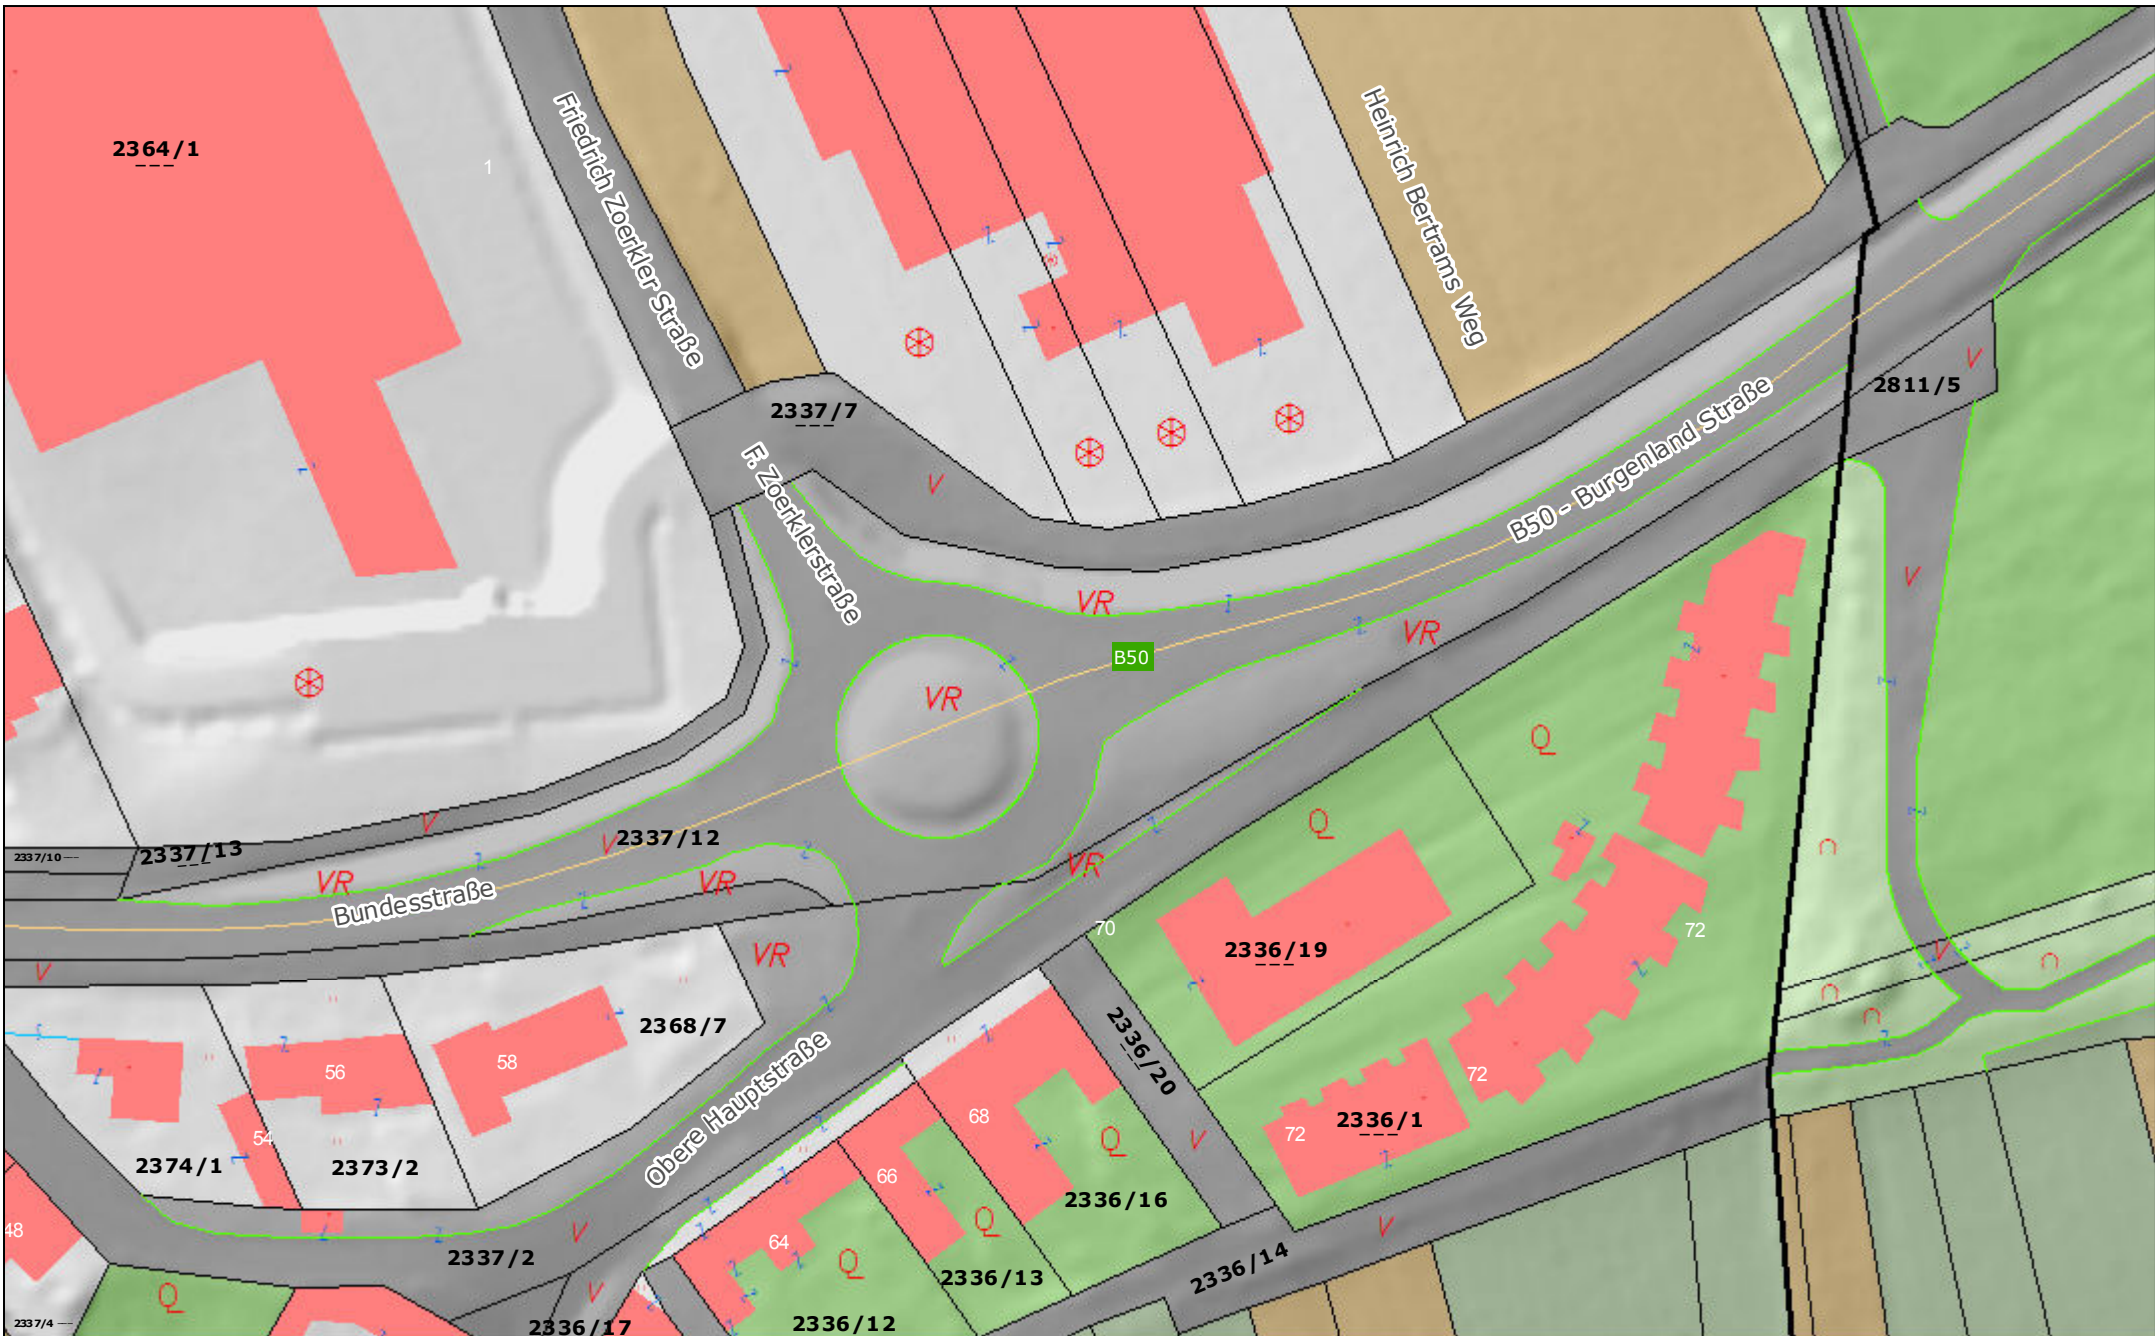 2364/1
1
Friedrich Zoerkler Straße
Heinrich Bertrams Weg
2337/7
V
F. Zoerklerstraße
V
2811/5
B50 - Burgenland Straße
V
VR
VR
B50
VR
Q
V
2337/12
Q
2337/10
2337/13
VR
VR
VR
Bundesstraße
V
VR
70
2336/19
72
V
V
2368/7
58
56
2336/20
Obere Hauptstraße
72
2336/1
72
54
68
Q
V
2374/1
2373/2
66
2336/16
48
Q
64
V
V
2337/2
Q
2336/13
2336/14
Q
V
2337/4
2336/17
2336/12